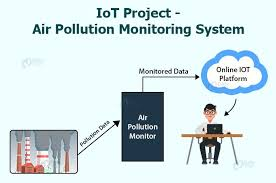 IoT Project -
Air Pollution Monitoring System
Monitored Data
Online IOT
Platform
Air
Pollution
Monitor
Pollution Data